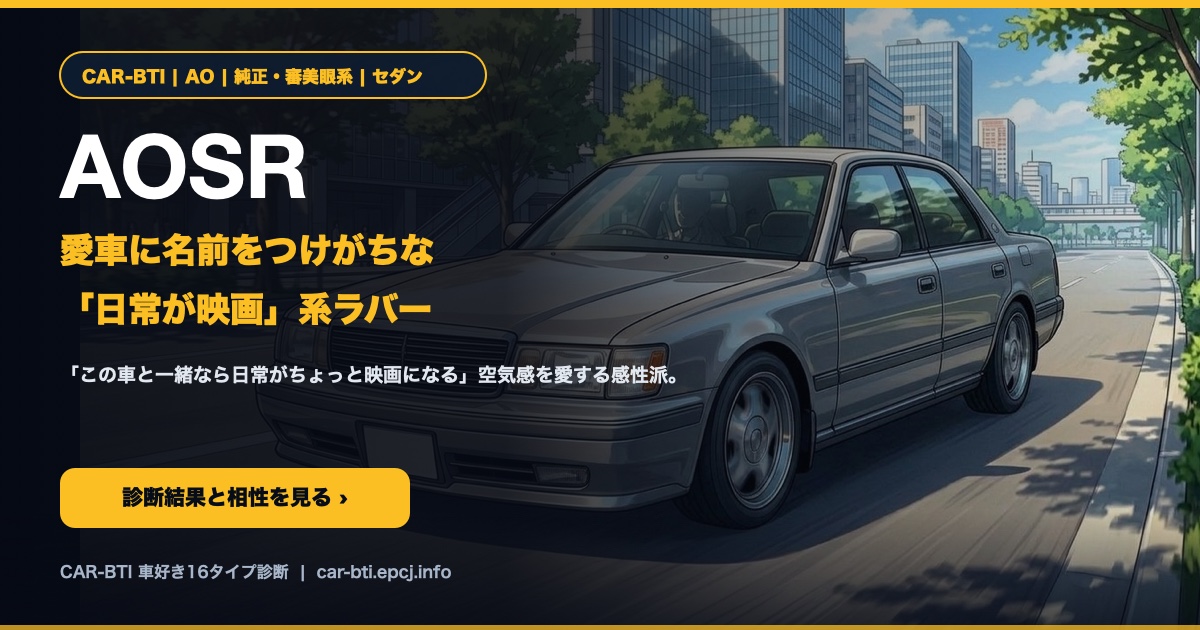 CAR-BTI | AO | 純正・審美眼系 | セダン
AOSR
愛車に名前をつけがちな
「日常が映画」系ラバー
「この車と一緒なら日常がちょっと映画になる」空気感を愛する感性派。
診断結果と相性を見る ›
CAR-BTI 車好き16タイプ診断 | car-bti.epcj.info